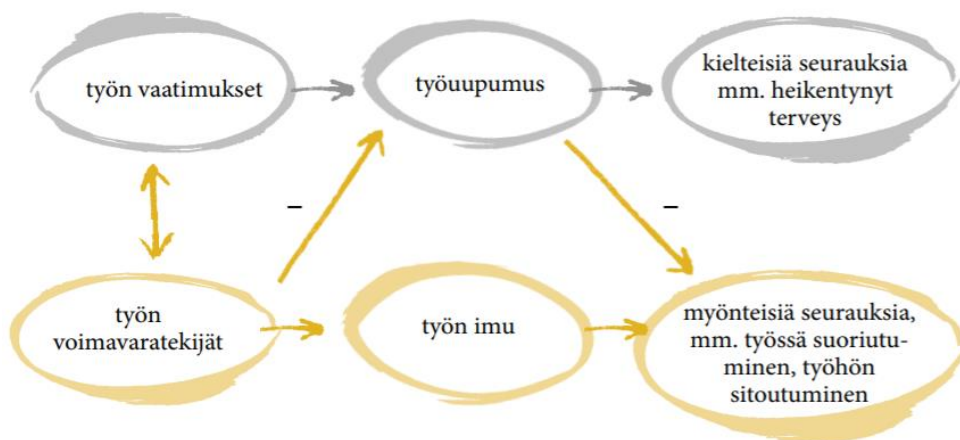 työn vaatimukset
työuupumus
kielteisiä seurauksia
mm. heikentynyt
terveys
–
–
työn
voimavaratekijät
työn imu
myönteisiä seurauksia,
mm. työssä suoriutu-
minen, työhön
sitoutuminen